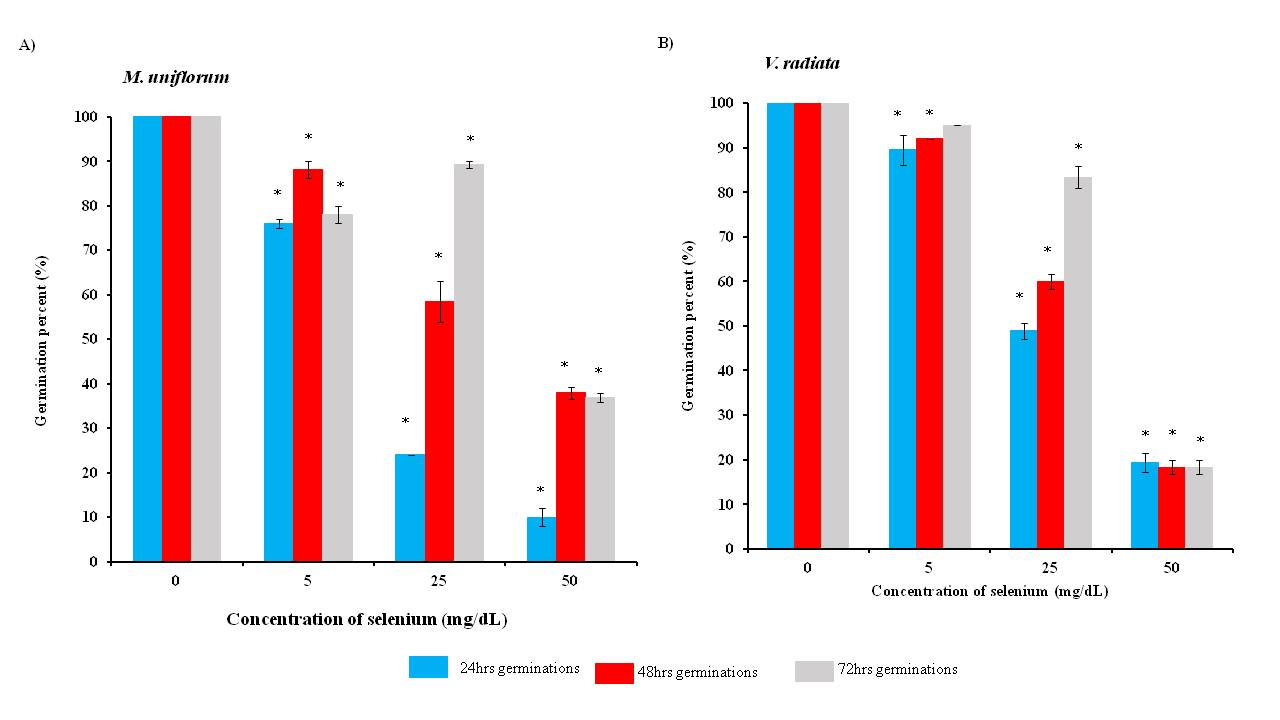 A)
M. uniflorum
100
90
80
70
60
50
40
30
20
10
0
Germination percent (%)
* * *
* * *
* * *
0 5 25 50
Concentration of selenium (mg/dL)
B)
V. radiata
100
90
80
70
60
50
40
30
20
10
0
Germination percent (%)
* *
* * *
* * *
0 5 25 50
Concentration of selenium (mg/dL)
24hrs germinations
48hrs germinations
72hrs germinations